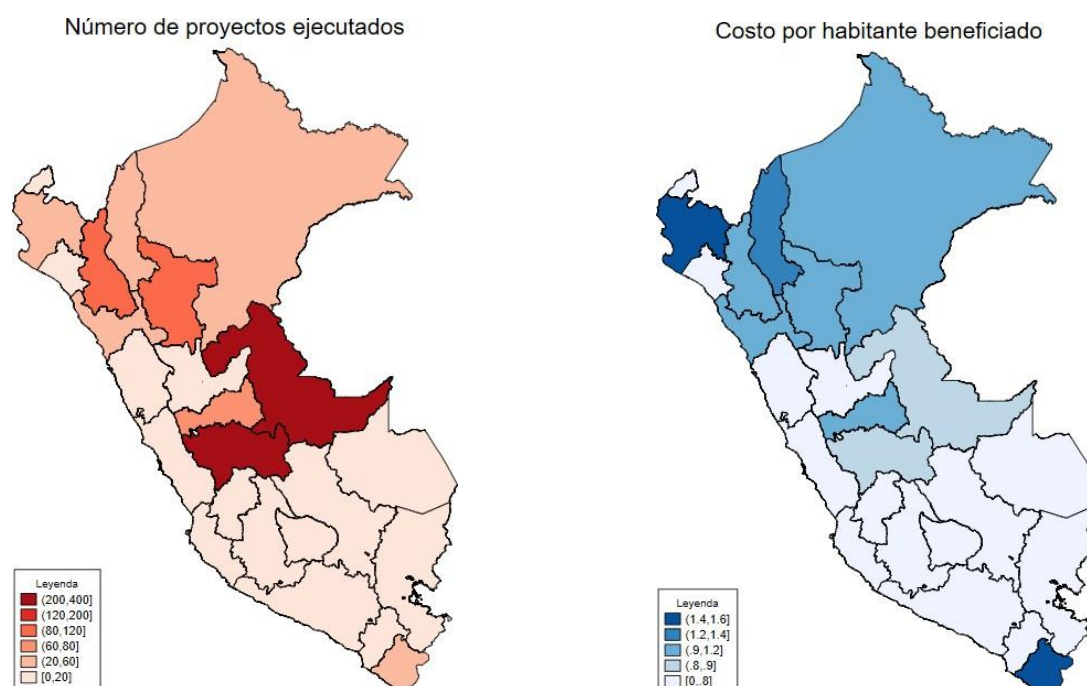 Número de proyectos ejecutados
Leyenda
(200,400]
(120,200]
(80,120]
(60,80]
(20,60]
[0,20]
Costo por habitante beneficiado
Leyenda
(1.4,1.6]
(1.2,1.4]
(.9,1.2]
(.8,.9]
[0,.8]